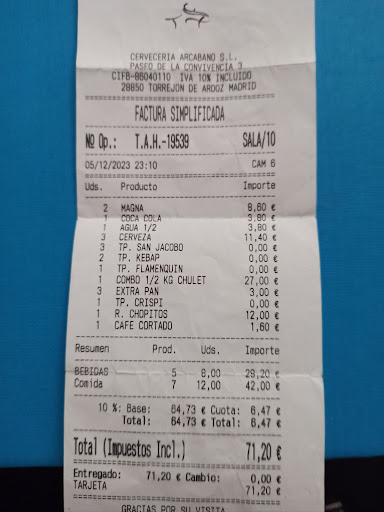 CERVECERIA ARCABANO S.L.
PASEO DE LA CONVIVENCIA 3
CIFB-86040110 IVA 10% INCLUIDO
28850 TORREJON DE ARDOZ MADRID
FACTURA SIMPLIFICADA
Nº Op.: T.A.H.-19539 SALA/10
05/12/2023 23:10 CAM 6
Uds. Producto Importe
2 MAGNA 8,60 €
1 COCA COLA 3,80 €
1 AGUA 1/2 3,80 €
3 CERVEZA 11,40 €
3 TP. SAN JACOBO 0,00 €
2 TP. KEBAP 0,00 €
1 TP. FLAMENQUIN 0,00 €
1 COMBO 1/2 KG CHULET 27,00 €
3 EXTRA PAN 3,00 €
1 TP. CRISPI 0,00 €
1 R. CHOPITOS 12,00 €
1 CAFE CORTADO 1,60 €
Resumen Prod. Uds. Importe
BEBIDAS 5 8,00 29,20 €
Comida 7 12,00 42,00 €
10 %: Base: 64,73 € Cuota: 6,47 €
Total: 64,73 € Total: 6,47 €
Total (Impuestos Incl.) 71,20 €
Entregado: 71,20 € Cambio: 0,00 €
TARJETA 71,20 €
GRACIAS POR SU VISITA